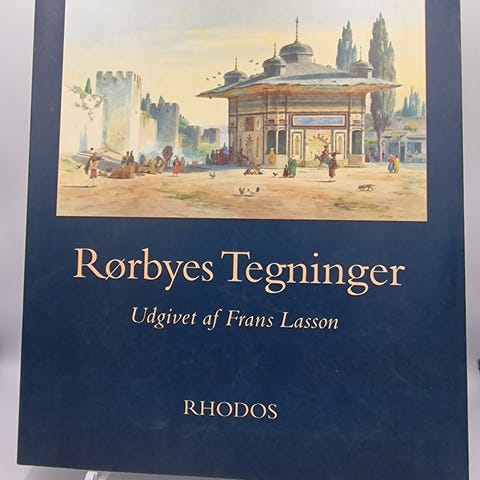 Rørbyes Tegninger
Udgivet af Frans Lasson
RHODOS